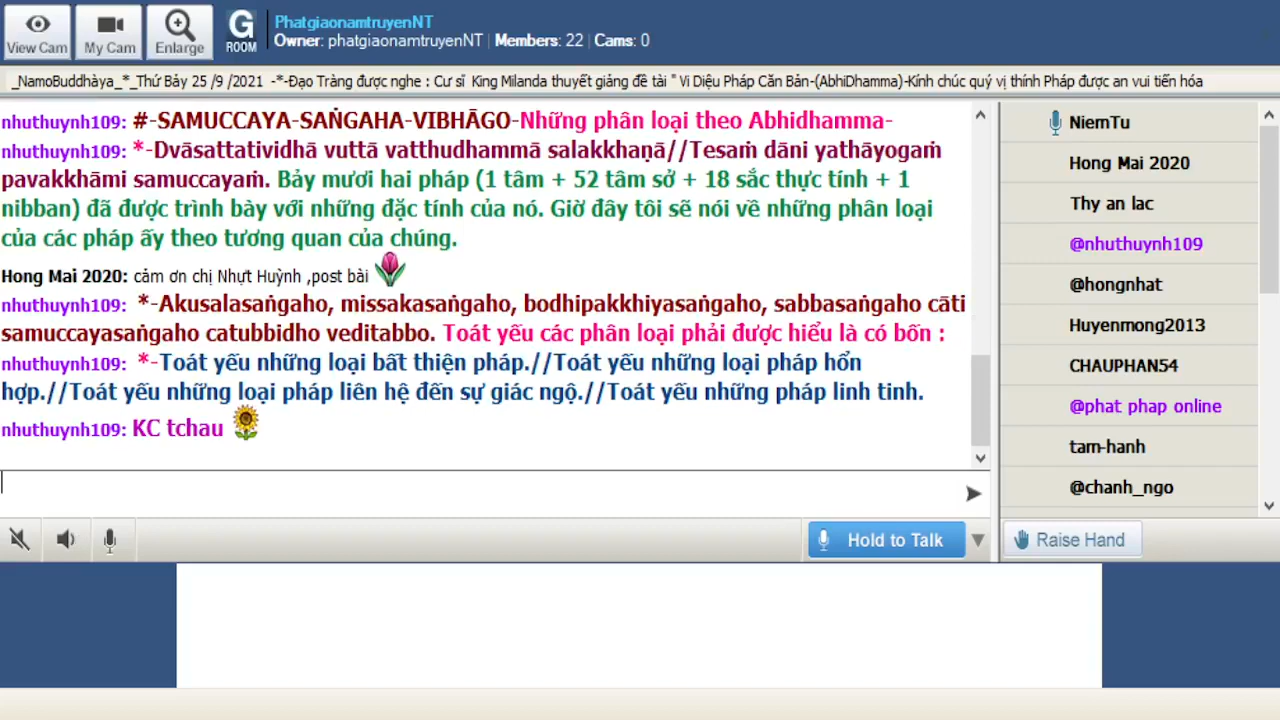 PhatgiaonamtruyenNT
View Cam My Cam Enlarge G ROOM Owner: phatgiaonamtruyenNT | Members: 22 | Cams: 0
_NamoBuddhàya_*_Thứ Bảy 25 /9 /2021 -*-Đạo Tràng được nghe : Cư sĩ King Milanda thuyết giảng đề tài " Vi Diệu Pháp Căn Bản-(AbhiDhamma)-Kính chúc quý vị thính Pháp được an vui tiến hóa
nhuthuynh109: #-SAMUCCAYA-SAṄGAHA-VIBHĀGO-Những phân loại theo Abhidhamma-
nhuthuynh109: *-Dvāsattatividhā vuttā vatthudhammā salakkhaṇā//Tesaṁ dāni yathāyogaṁ
pavakkhāmi samuccayaṁ. Bảy mươi hai pháp (1 tâm + 52 tâm sở + 18 sắc thực tính + 1
nibban) đã được trình bày với những đặc tính của nó. Giờ đây tôi sẽ nói về những phân loại
của các pháp ấy theo tương quan của chúng.
Hong Mai 2020: cảm ơn chị Nhựt Huỳnh ,post bài
nhuthuynh109: *-Akusalasaṅgaho, missakasaṅgaho, bodhipakkhiyasaṅgaho, sabbasaṅgaho cāti
samuccayasaṅgaho catubbidho veditabbo. Toát yếu các phân loại phải được hiểu là có bốn :
nhuthuynh109: *-Toát yếu những loại bất thiện pháp.//Toát yếu những loại pháp hổn
hợp.//Toát yếu những loại pháp liên hệ đến sự giác ngộ.//Toát yếu những pháp linh tinh.
nhuthuynh109: KC tchau
NiemTu
Hong Mai 2020
Thy an lac
@nhuthuynh109
@hongnhat
Huyenmong2013
CHAUPHAN54
@phat phap online
tam-hanh
@chanh_ngo
Hold to Talk
Raise Hand